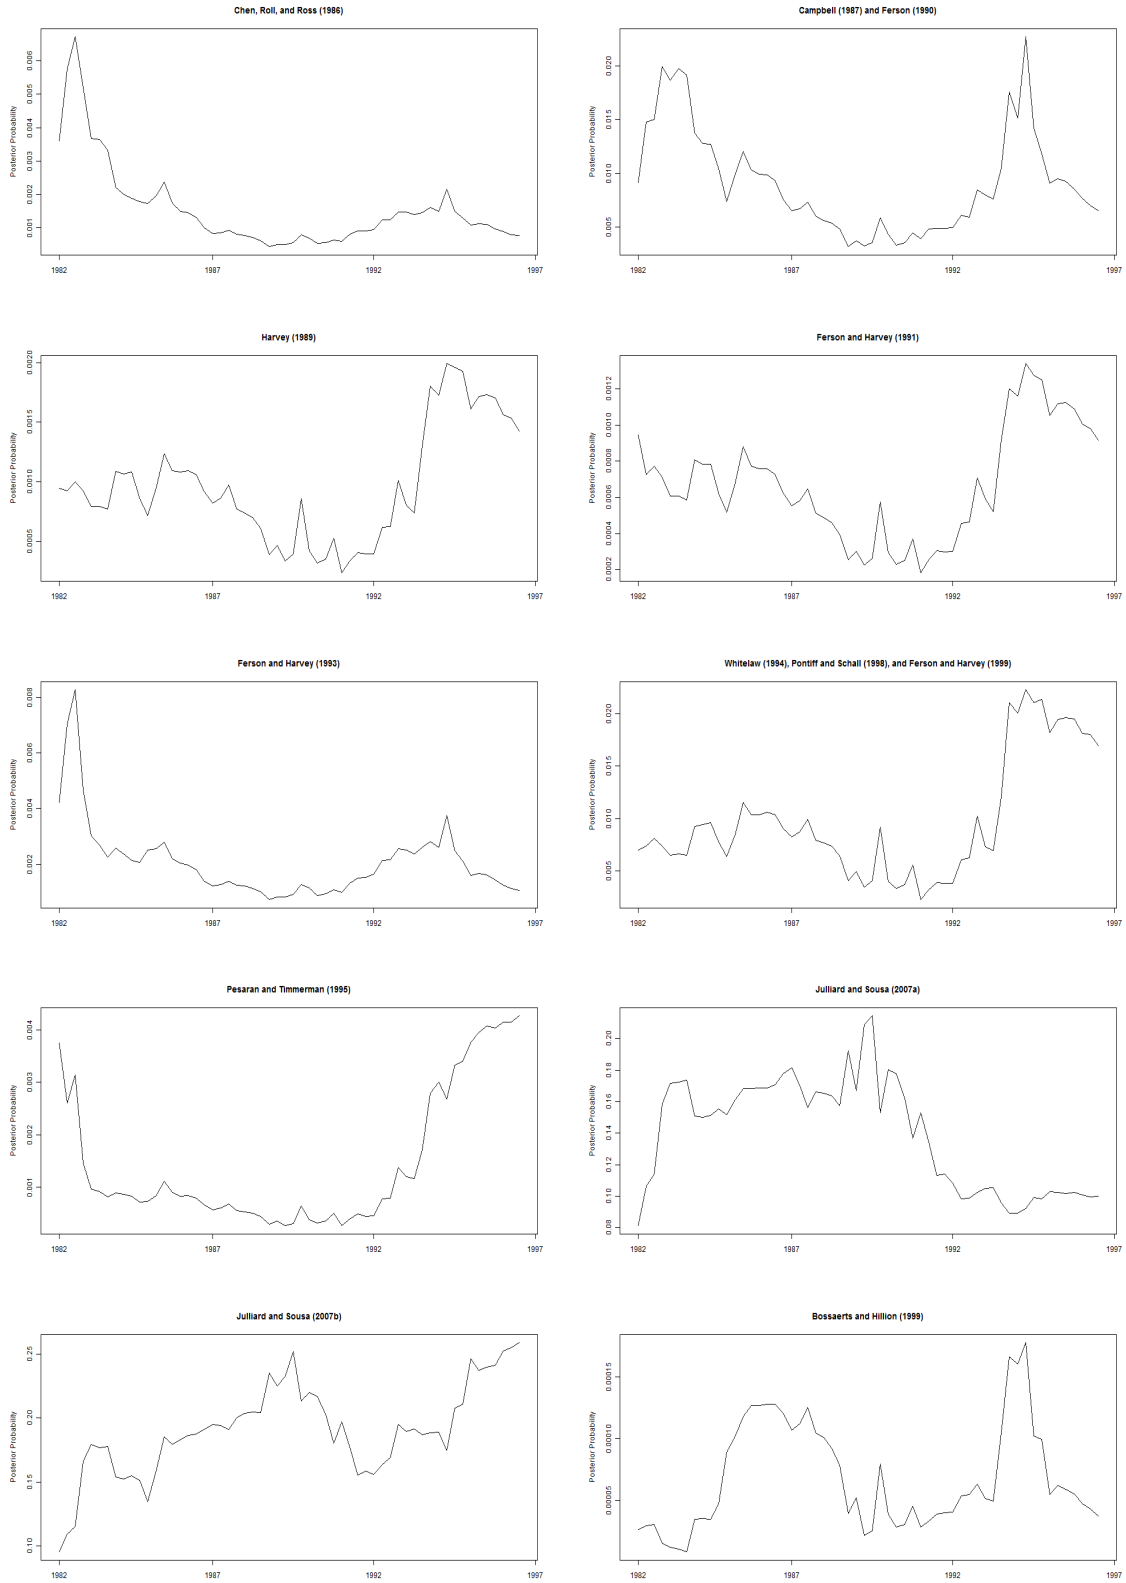 Chen, Roll, and Ross (1986)
Posterior Probability
0.001 0.002 0.003 0.004 0.005 0.006
1982 1987 1992 1997
Campbell (1987) and Ferson (1990)
Posterior Probability
0.005 0.010 0.015 0.020
1982 1987 1992 1997
Harvey (1989)
Posterior Probability
0.0005 0.0010 0.0015 0.0020
1982 1987 1992 1997
Ferson and Harvey (1991)
Posterior Probability
0.0002 0.0004 0.0006 0.0008 0.0010 0.0012
1982 1987 1992 1997
Ferson and Harvey (1993)
Posterior Probability
0.002 0.004 0.006 0.008
1982 1987 1992 1997
Whitelaw (1994), Pontiff and Schall (1998), and Ferson and Harvey (1999)
Posterior Probability
0.005 0.010 0.015 0.020
1982 1987 1992 1997
Pesaran and Timmerman (1995)
Posterior Probability
0.001 0.002 0.003 0.004
1982 1987 1992 1997
Julliard and Sousa (2007a)
Posterior Probability
0.08 0.10 0.12 0.14 0.16 0.18 0.20
1982 1987 1992 1997
Julliard and Sousa (2007b)
Posterior Probability
0.10 0.15 0.20 0.25
1982 1987 1992 1997
Bossaerts and Hillion (1999)
Posterior Probability
0.00005 0.00010 0.00015
1982 1987 1992 1997